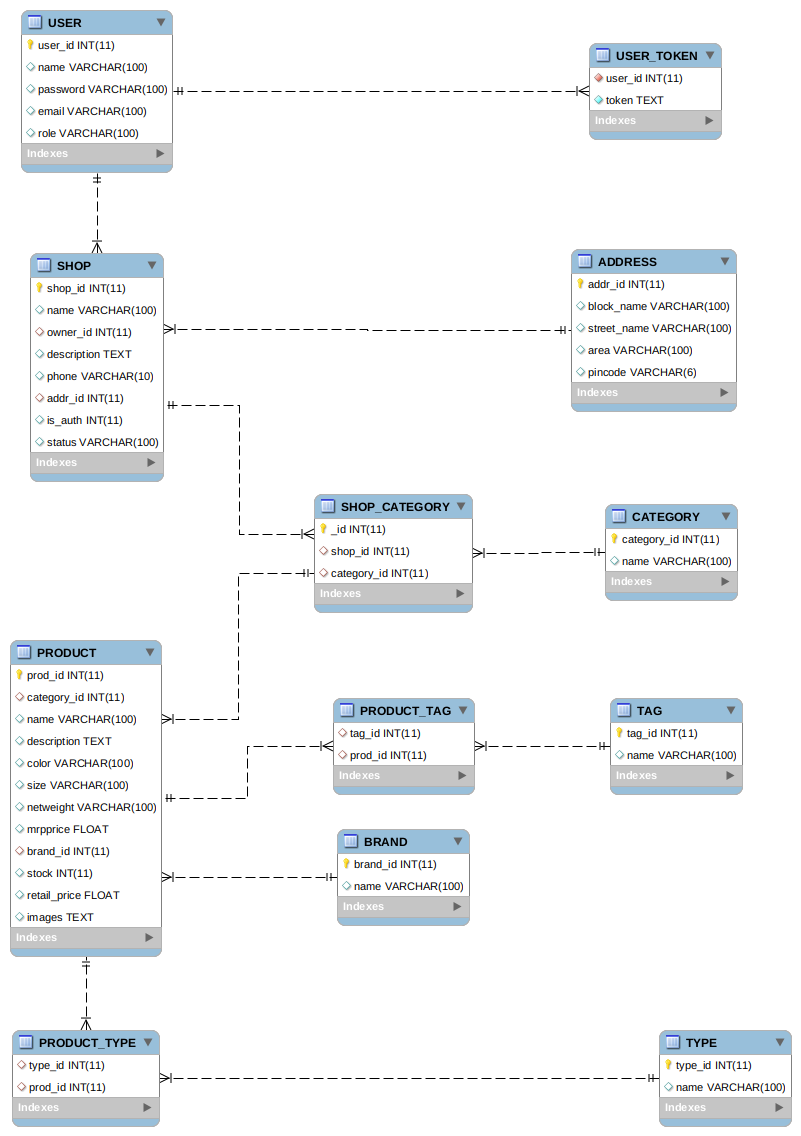 USER
user_id INT(11)
name VARCHAR(100)
password VARCHAR(100)
email VARCHAR(100)
role VARCHAR(100)
Indexes
USER_TOKEN
user_id INT(11)
token TEXT
Indexes
SHOP
shop_id INT(11)
name VARCHAR(100)
owner_id INT(11)
description TEXT
phone VARCHAR(10)
addr_id INT(11)
is_auth INT(11)
status VARCHAR(100)
Indexes
ADDRESS
addr_id INT(11)
block_name VARCHAR(100)
street_name VARCHAR(100)
area VARCHAR(100)
pincode VARCHAR(6)
Indexes
SHOP_CATEGORY
_id INT(11)
shop_id INT(11)
category_id INT(11)
Indexes
CATEGORY
category_id INT(11)
name VARCHAR(100)
Indexes
PRODUCT
prod_id INT(11)
category_id INT(11)
name VARCHAR(100)
description TEXT
color VARCHAR(100)
size VARCHAR(100)
netweight VARCHAR(100)
mrpprice FLOAT
brand_id INT(11)
stock INT(11)
retail_price FLOAT
images TEXT
Indexes
PRODUCT_TAG
tag_id INT(11)
prod_id INT(11)
Indexes
TAG
tag_id INT(11)
name VARCHAR(100)
Indexes
BRAND
brand_id INT(11)
name VARCHAR(100)
Indexes
PRODUCT_TYPE
type_id INT(11)
prod_id INT(11)
Indexes
TYPE
type_id INT(11)
name VARCHAR(100)
Indexes